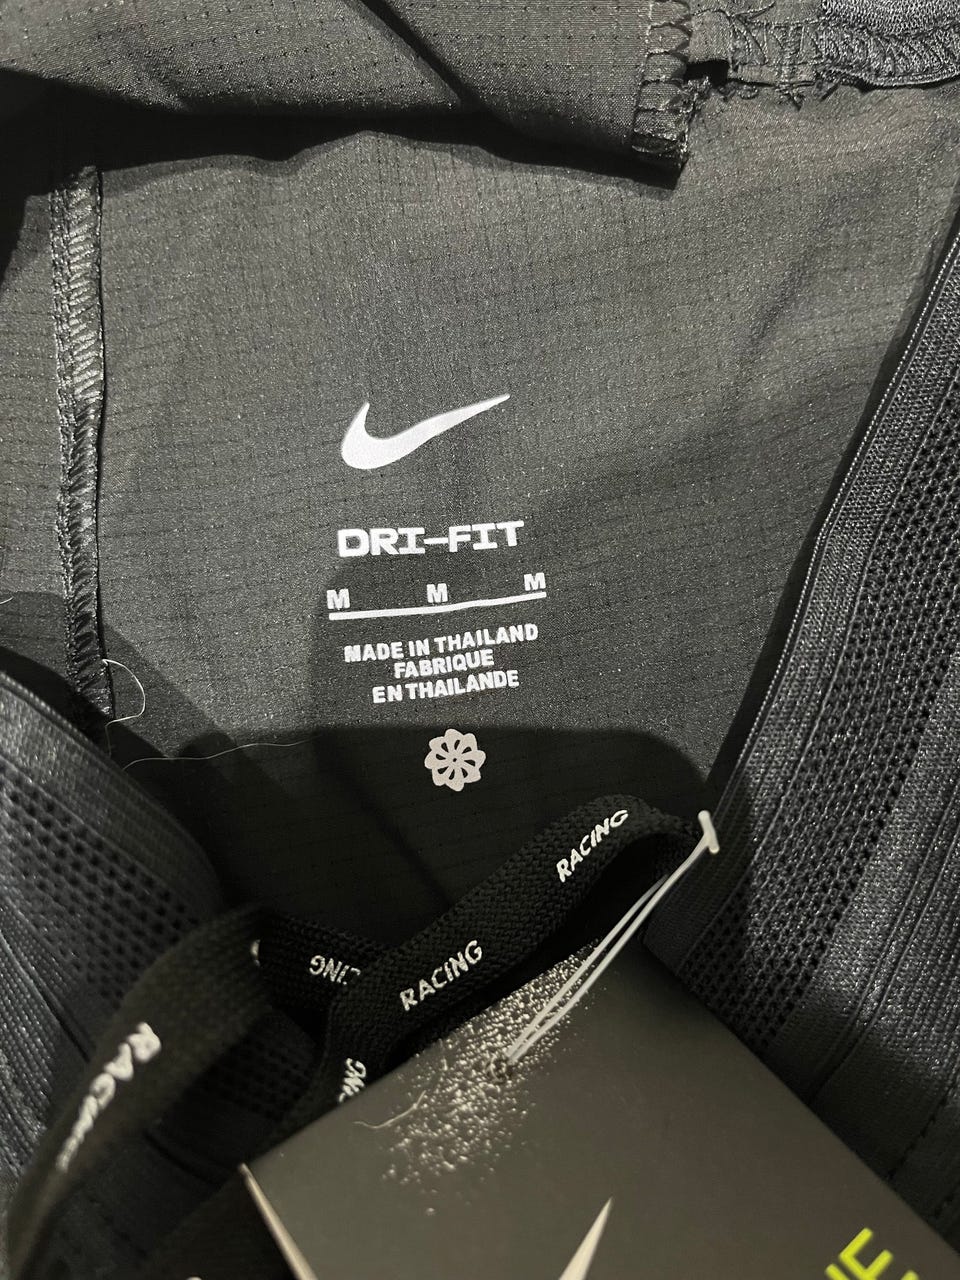 DRI-FIT
M M M
MADE IN THAILAND
FABRIQUE
EN THAILANDE
RACING
RACING
RACING